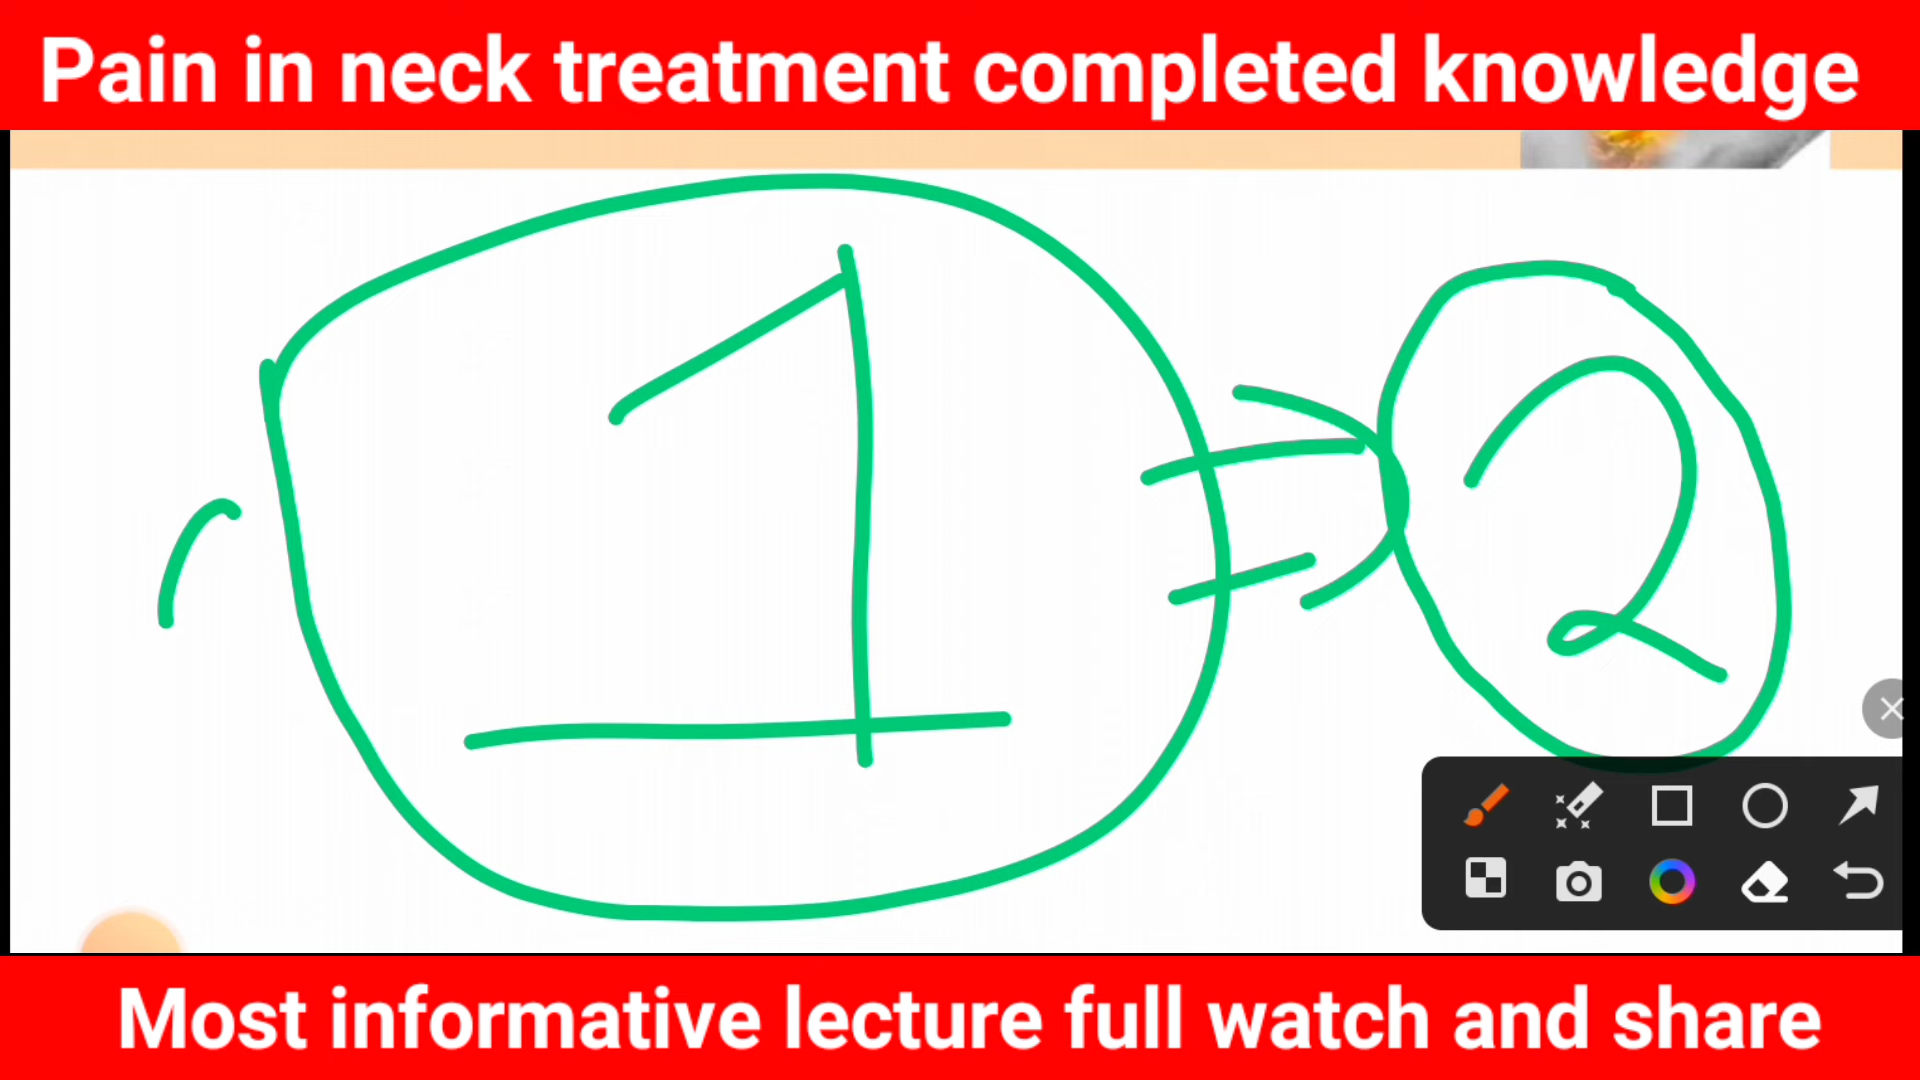 Pain in neck treatment completed knowledge
1
2
Most informative lecture full watch and share